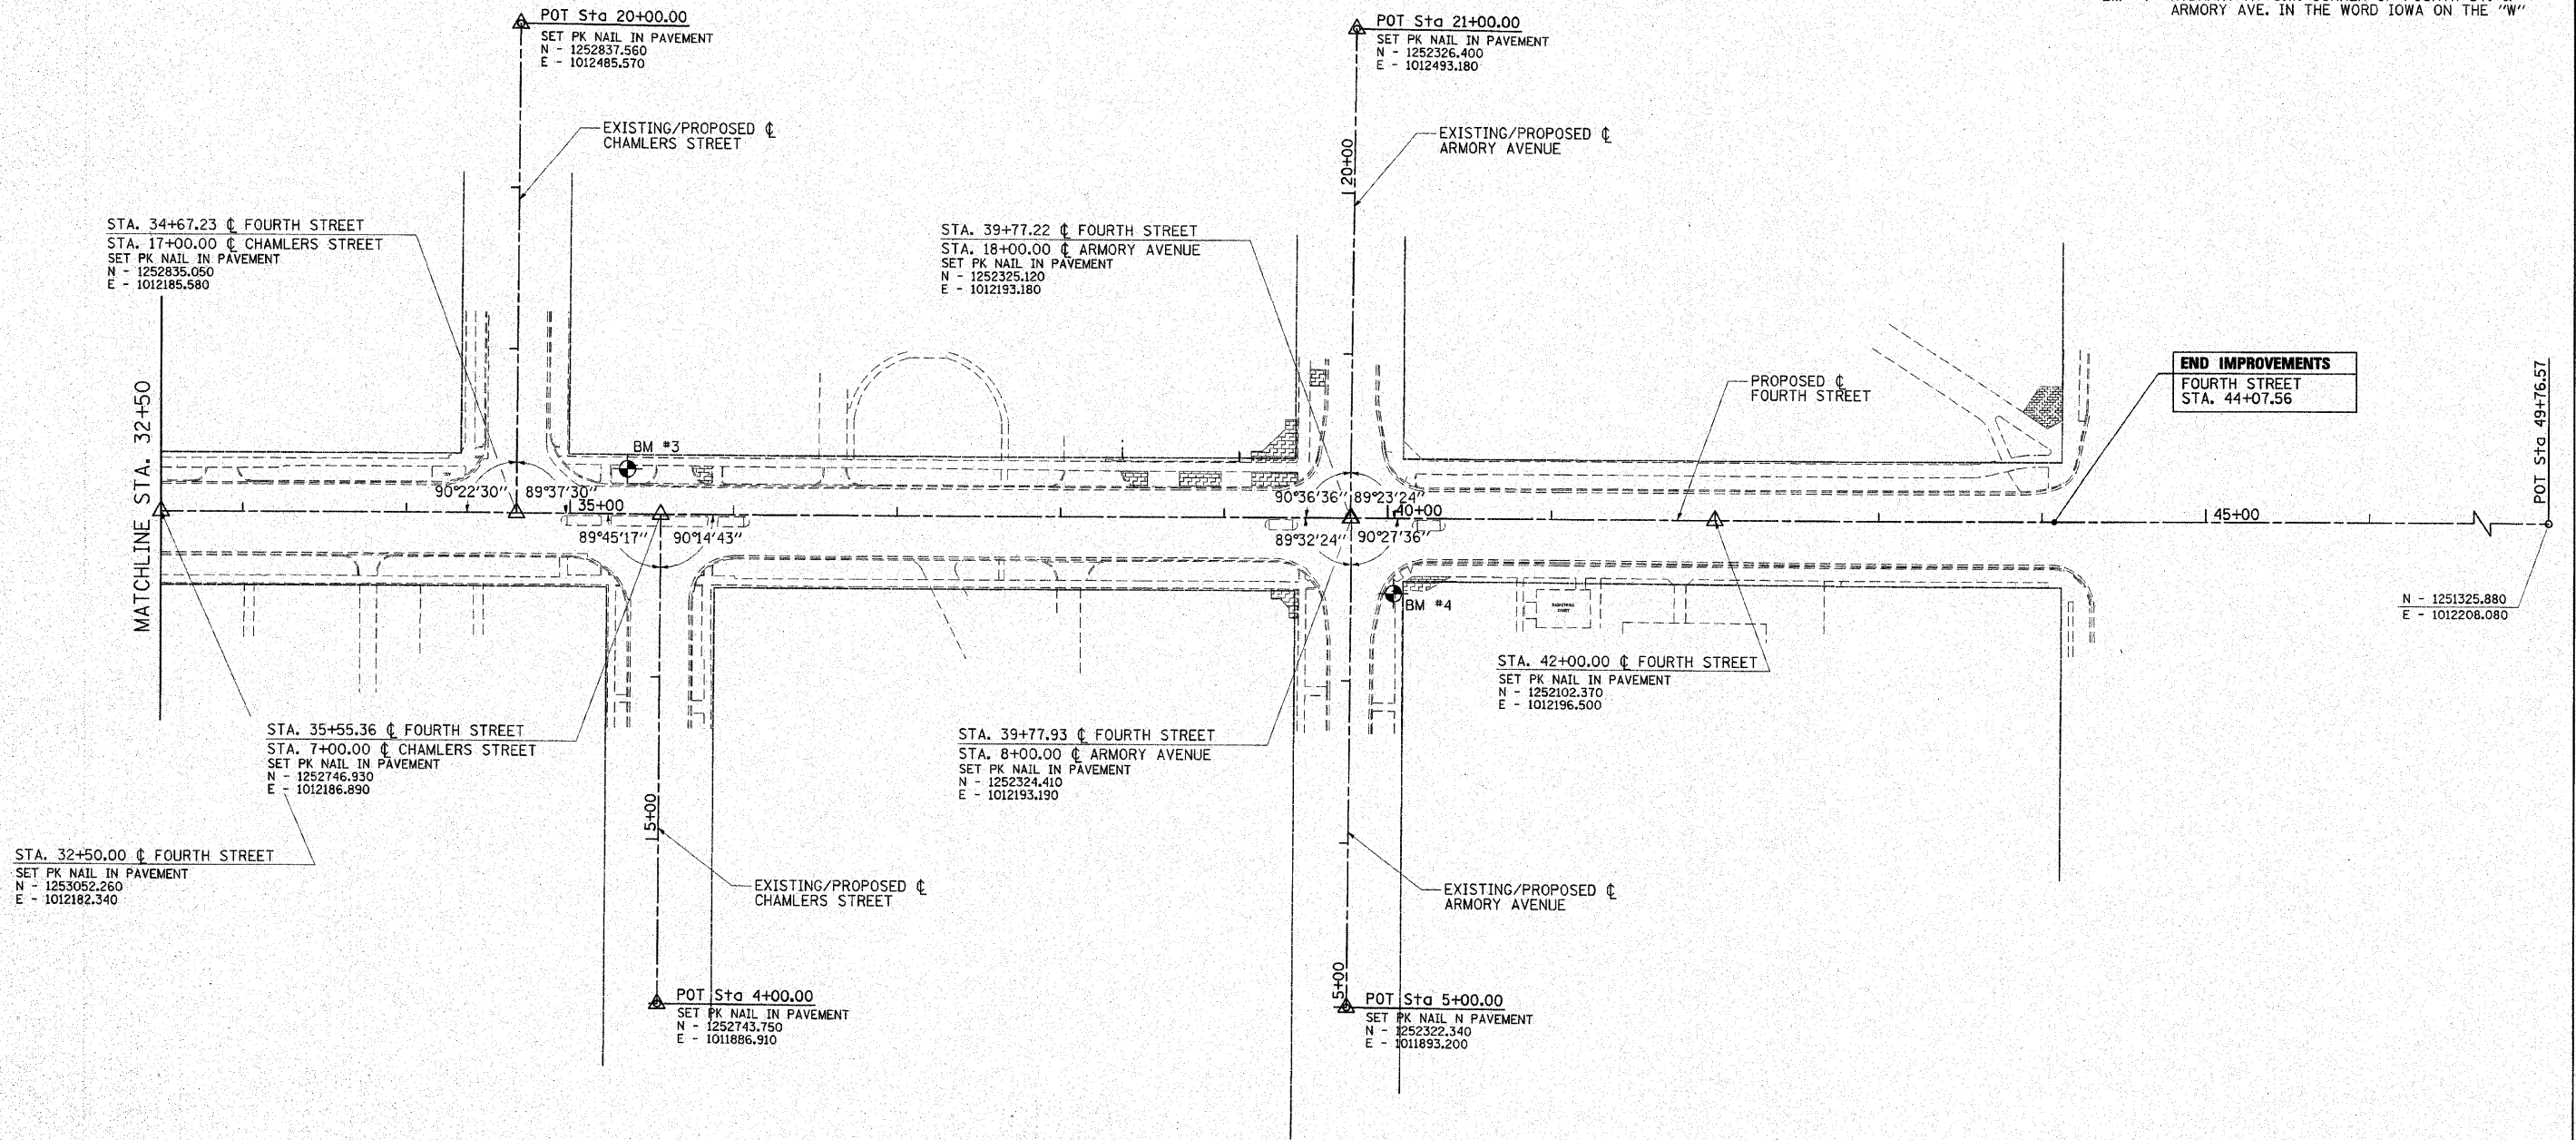 POT Sta 20+00.00
SET PK NAIL IN PAVEMENT
N - 1252837.560
E - 1012485.570
POT Sta 21+00.00
SET PK NAIL IN PAVEMENT
N - 1252326.400
E - 1012493.180
ARMORY AVE. IN THE WORD IOWA ON THE "W"
EXISTING/PROPOSED ℄
CHAMLERS STREET
EXISTING/PROPOSED ℄
ARMORY AVENUE
20+00
STA. 34+67.23 ℄ FOURTH STREET
STA. 17+00.00 ℄ CHAMLERS STREET
SET PK NAIL IN PAVEMENT
N - 1252835.050
E - 1012185.580
STA. 39+77.22 ℄ FOURTH STREET
STA. 18+00.00 ℄ ARMORY AVENUE
SET PK NAIL IN PAVEMENT
N - 1252325.120
E - 1012193.180
MATCHLINE STA. 32+50
PROPOSED ℄
FOURTH STREET
END IMPROVEMENTS
FOURTH STREET
STA. 44+07.56
POT Sta 49+76.57
BM #3
90°22'30" 89°37'30"
90°36'36" 89°23'24"
35+00
40+00
45+00
89°45'17" 90°14'43"
89°32'24" 90°27'36"
BM #4
N - 1251325.880
E - 1012208.080
STA. 42+00.00 ℄ FOURTH STREET
SET PK NAIL IN PAVEMENT
N - 1252102.370
E - 1012196.500
STA. 35+55.36 ℄ FOURTH STREET
STA. 7+00.00 ℄ CHAMLERS STREET
SET PK NAIL IN PAVEMENT
N - 1252746.930
E - 1012186.890
STA. 39+77.93 ℄ FOURTH STREET
STA. 8+00.00 ℄ ARMORY AVENUE
SET PK NAIL IN PAVEMENT
N - 1252324.410
E - 1012193.190
5+00
STA. 32+50.00 ℄ FOURTH STREET
SET PK NAIL IN PAVEMENT
N - 1253052.260
E - 1012182.340
EXISTING/PROPOSED ℄
CHAMLERS STREET
EXISTING/PROPOSED ℄
ARMORY AVENUE
5+00
POT Sta 4+00.00
SET PK NAIL IN PAVEMENT
N - 1252743.750
E - 1011886.910
POT Sta 5+00.00
SET PK NAIL N PAVEMENT
N - 1252322.340
E - 1011893.200